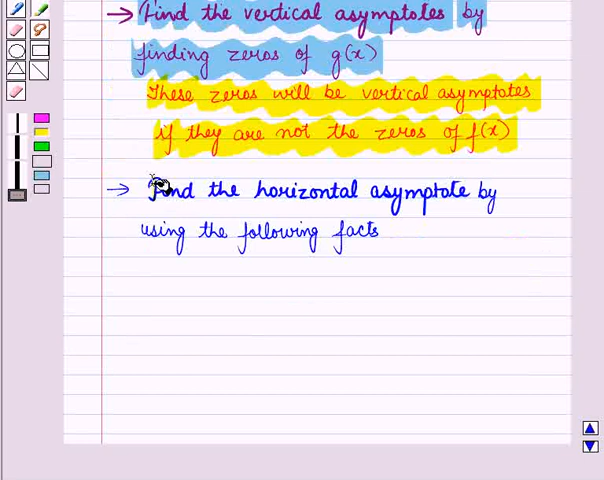 → Find the vertical asymptotes by
finding zeros of g(x)
These zeros will be vertical asymptotes
if they are not the zeros of f(x)
→ Find the horizontal asymptote by
using the following facts